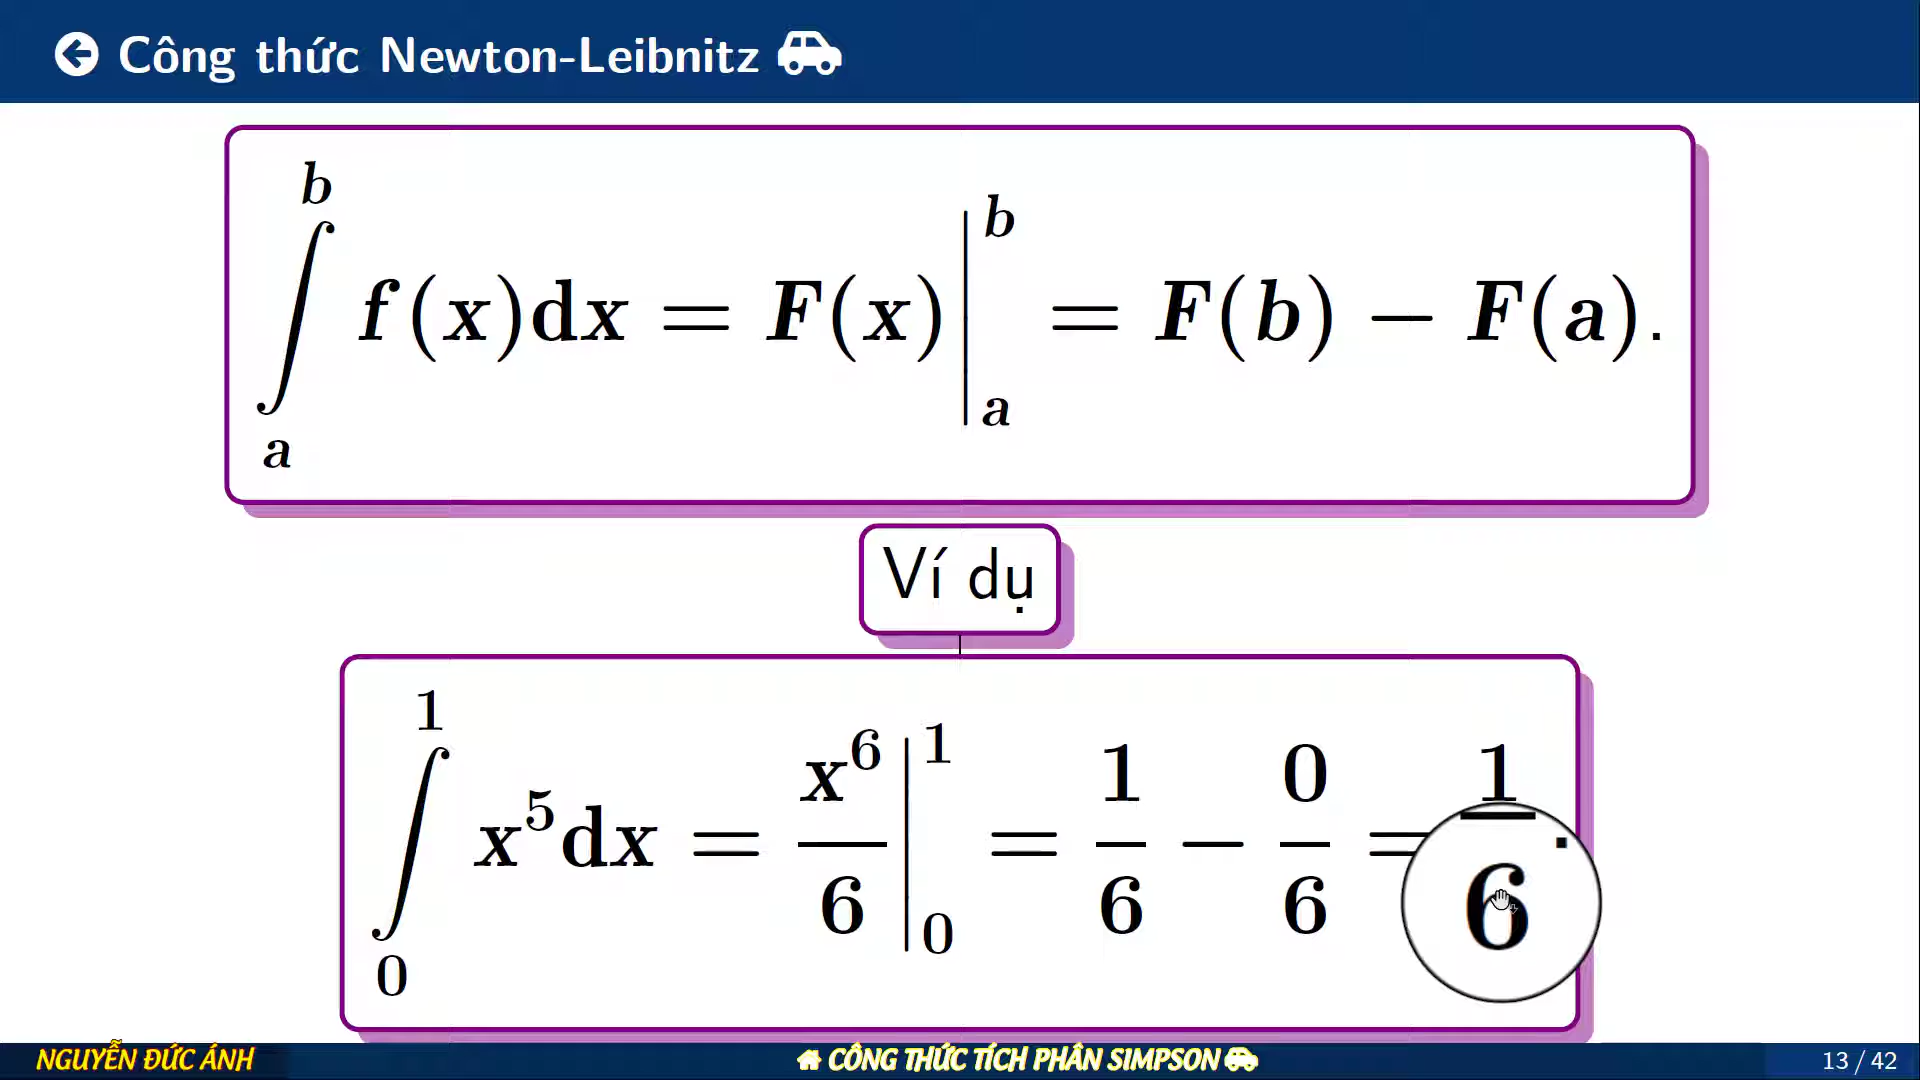 Công thức Newton-Leibnitz
∫_a^b f(x)dx = F(x)|_a^b = F(b) − F(a).
Ví dụ
∫_0^1 x^5dx = x^6/6|_0^1 = 1/6 − 0/6 = 1/6.
NGUYỄN ĐỨC ÁNH CÔNG THỨC TÍCH PHÂN SIMPSON 13 / 42